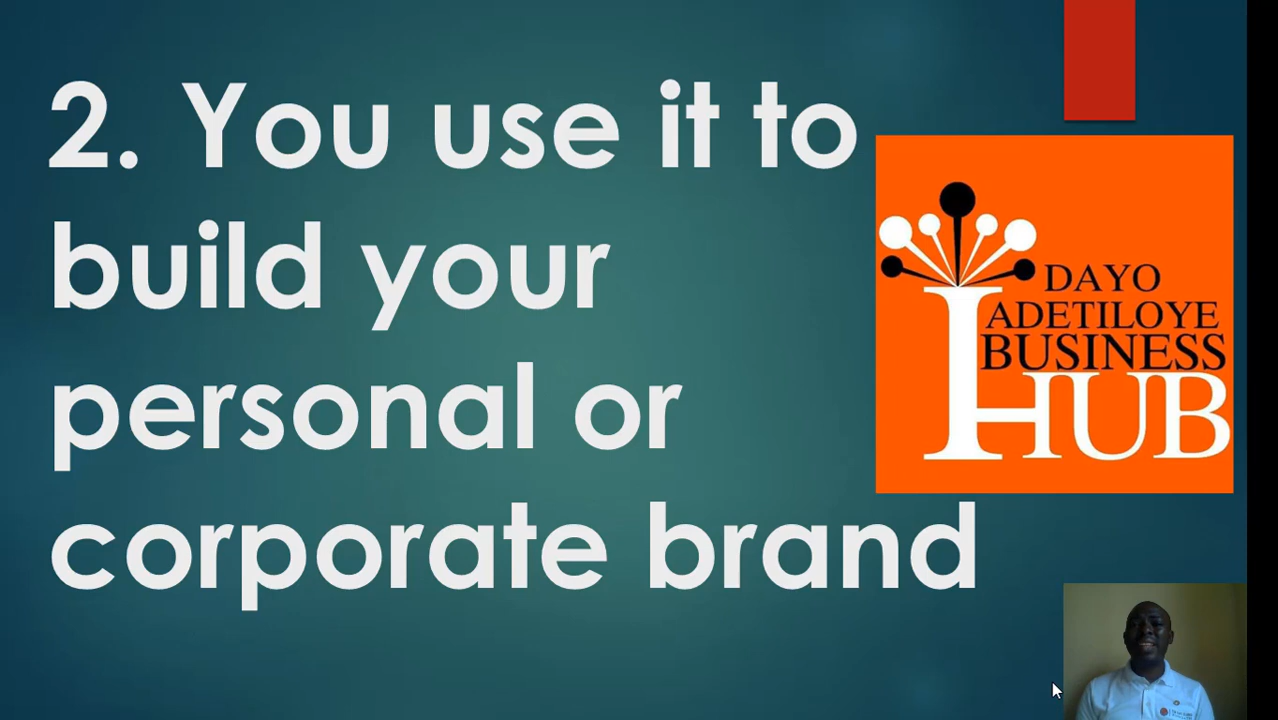 2. You use it to
build your
personal or
corporate brand
DAYO
ADETILOYE
BUSINESS
HUB